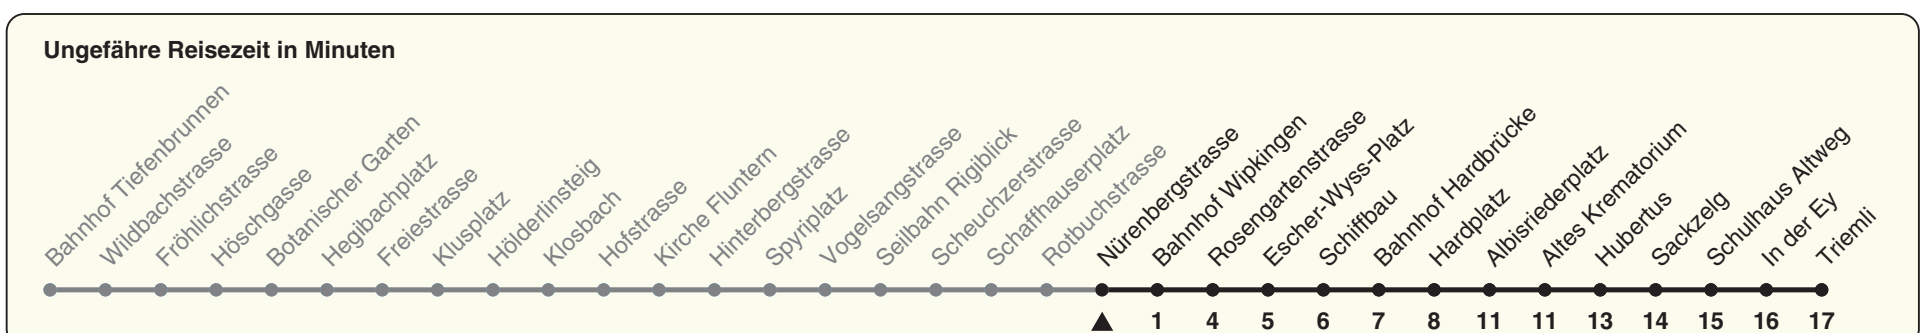 Ungefähre Reisezeit in Minuten
Bahnhof Tiefenbrunnen
Wildbachstrasse
Fröhlichstrasse
Höschgasse
Botanischer Garten
Hegibachplatz
Freiestrasse
Klusplatz
Hölderlinsteig
Klosbach
Hofstrasse
Kirche Fluntern
Hinterbergstrasse
Spyriplatz
Vogelsangstrasse
Seilbahn Rigiblick
Scheuchzerstrasse
Schaffhauserplatz
Rotbuchstrasse
Nürenbergstrasse
Bahnhof Wipkingen
Rosengartenstrasse
Escher-Wyss-Platz
Schiffbau
Bahnhof Hardbrücke
Hardplatz
Albisriederplatz
Altes Krematorium
Hubertus
Sackzelg
Schulhaus Altweg
In der Ey
Triemli
1 4 5 6 7 8 11 11 13 14 15 16 17